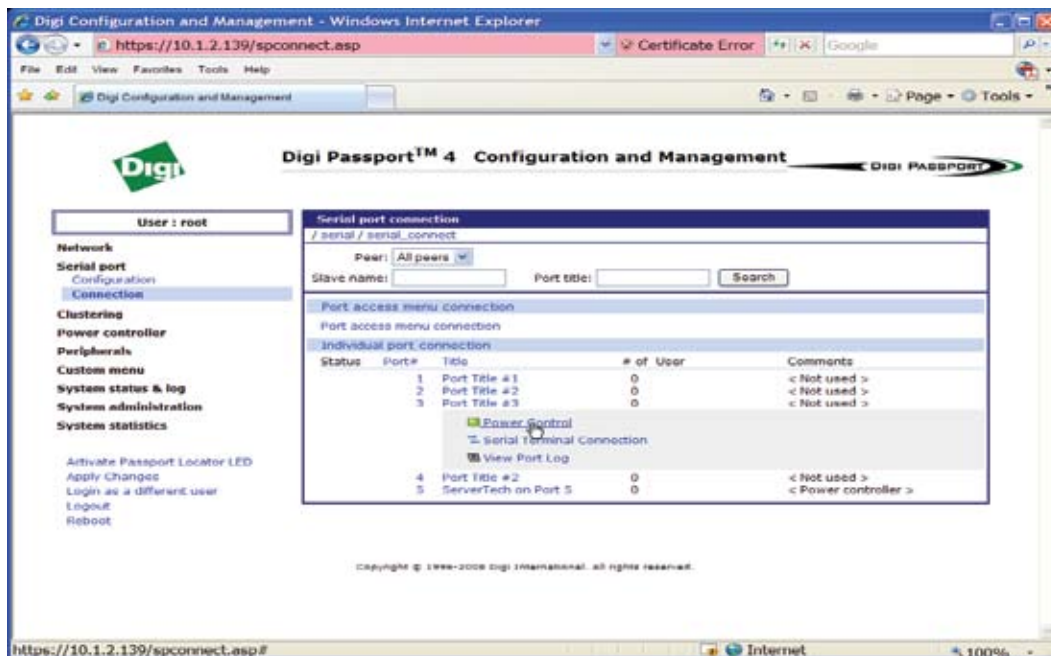 Digi Configuration and Management - Windows Internet Explorer
https://10.1.2.139/spconnect.asp Certificate Error Google
File Edit View Favorites Tools Help
Digi Configuration and Management Page Tools
DIGI
Digi Passport™ 4 Configuration and Management
DIGI PASSPORT
User : root
Network
Serial port
Configuration
Connection
Clustering
Power controller
Peripherals
Custom menu
System status & log
System administration
System statistics
Activate Passport Locator LED
Apply Changes
Login as a different user
Logout
Reboot
Serial port connection
/ serial / serial_connect
Peer: All peers
Slave name: Port title: Search
Port access menu connection
Port access menu connection
Individual port connection
Status Port# Title # of User Comments
1 Port Title #1 0 < Not used >
2 Port Title #2 0 < Not used >
3 Port Title #3 0 < Not used >
Power Control
Serial Terminal Connection
View Port Log
4 Port Title #2 0 < Not used >
5 ServerTech on Port 5 0 < Power controller >
Copyright © 1996-2008 Digi International. all rights reserved.
https://10.1.2.139/spconnect.asp# Internet 100%